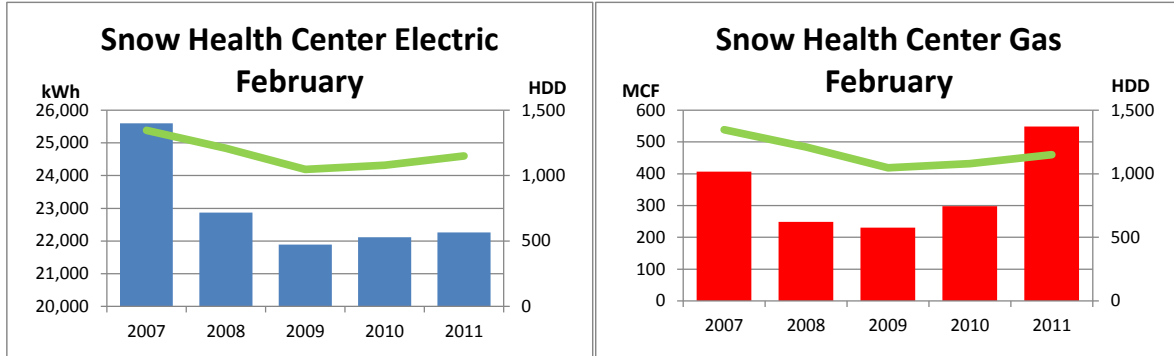 Snow Health Center Electric
February
kWh
HDD
26,000
25,000
24,000
23,000
22,000
21,000
20,000
1,500
1,000
500
0
2007 2008 2009 2010 2011
Snow Health Center Gas
February
MCF
HDD
600
500
400
300
200
100
0
1,500
1,000
500
0
2007 2008 2009 2010 2011